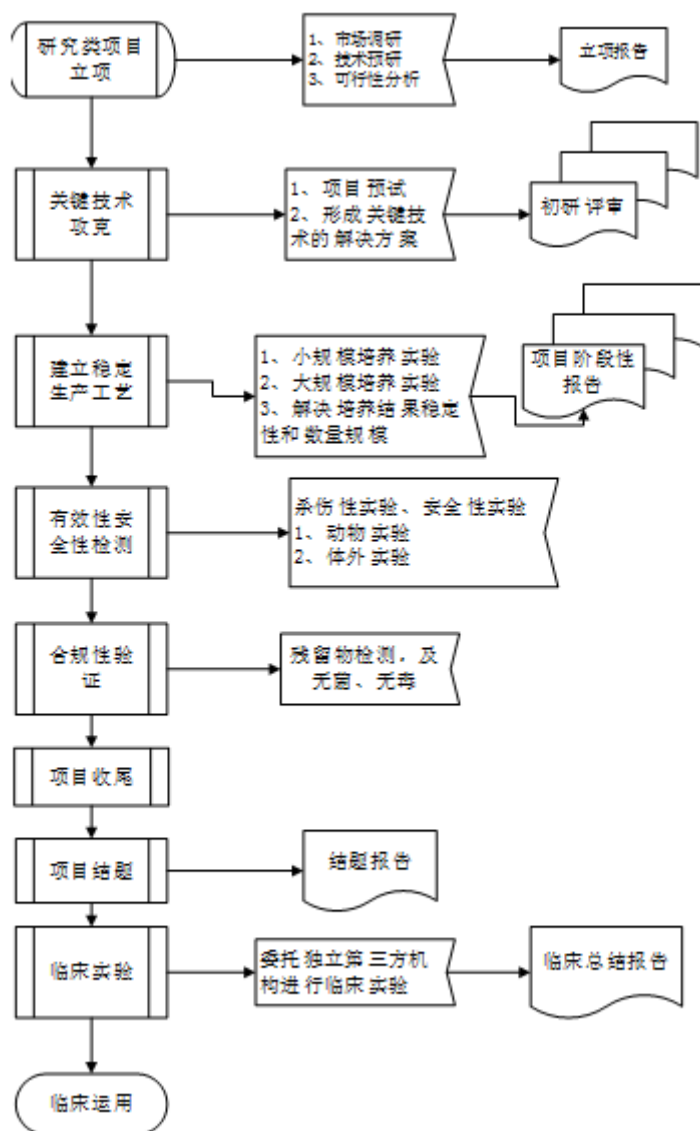 研究类项目
立项
1、市场调研
2、技术预研
3、可行性分析
立项报告
关键技术
攻克
1、项目预试
2、形成关键技
术的解决方案
初研评审
建立稳定
生产工艺
1、小规模培养实验
2、大规模培养实验
3、解决培养结果稳定
性和数量规模
项目阶段性
报告
有效性安
全性检测
杀伤性实验、安全性实验
1、动物实验
2、体外实验
合规性验
证
残留物检测，及
无菌、无毒
项目收尾
项目结题
结题报告
临床实验
委托独立第三方机
构进行临床实验
临床总结报告
临床运用